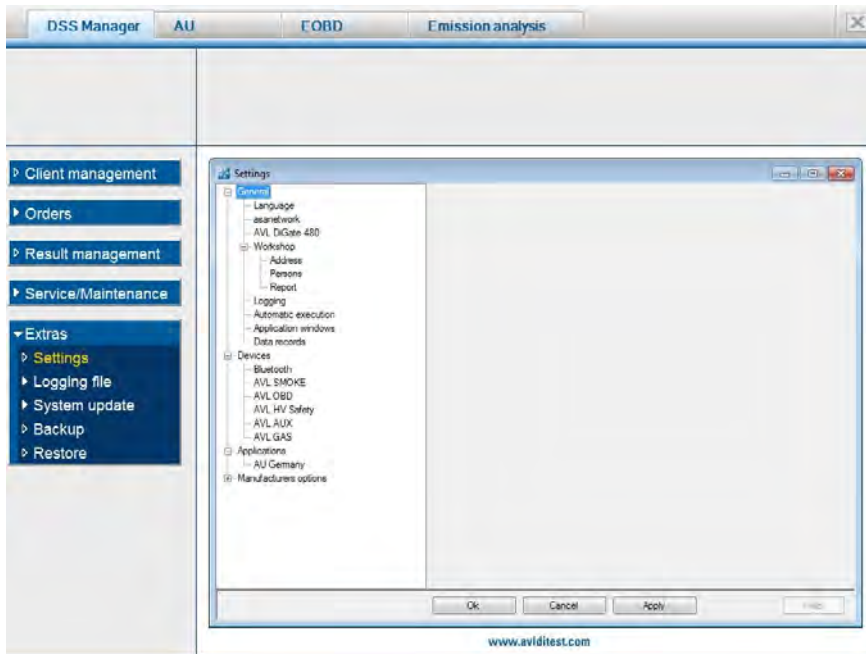 DSS Manager AU EOBD Emission analysis
Client management
Orders
Result management
Service/Maintenance
Extras
Settings
Logging file
System update
Backup
Restore
Settings
General
Language
asanetwork
AVL DiGate 480
Workshop
Address
Persons
Report
Logging
Automatic execution
Application windows
Data records
Devices
Bluetooth
AVL SMOKE
AVL OBD
AVL HV Safety
AVL AUX
AVL GAS
Applications
AU Germany
Manufacturers options
Ok Cancel Apply Help
www.avlditest.com